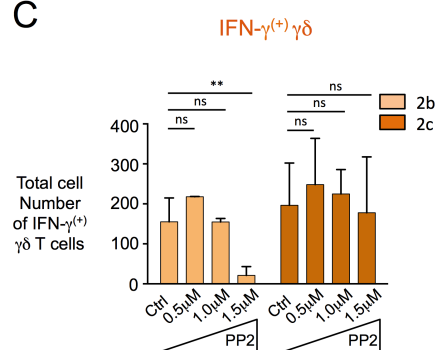 C
IFN-γ(+) γδ
**
ns
ns
ns
ns
ns
2b
2c
Total cell
Number
of IFN-γ(+)
γδ T cells
400
300
200
100
0
Ctrl
0.5μM
1.0μM
1.5μM
Ctrl
0.5μM
1.0μM
1.5μM
PP2
PP2